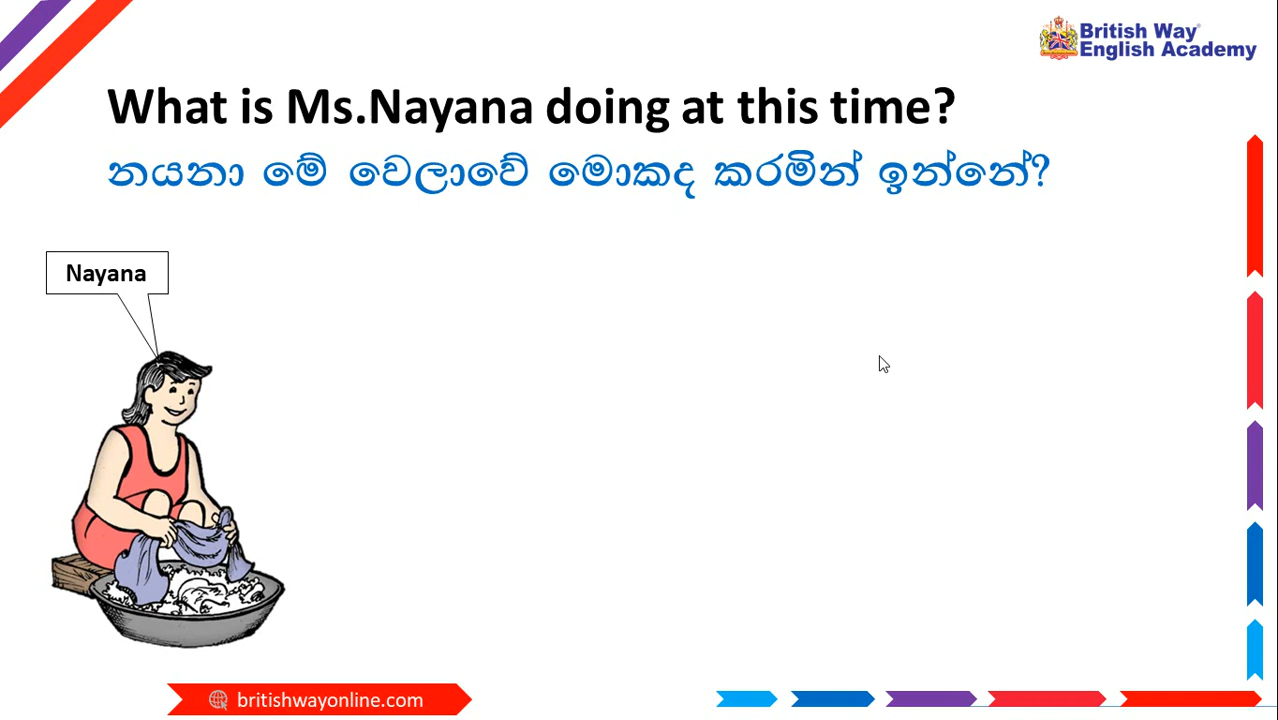 British Way
English Academy
What is Ms.Nayana doing at this time?
නයනා මේ වෙලාවේ මොකද කරමින් ඉන්නේ?
Nayana
britishwayonline.com